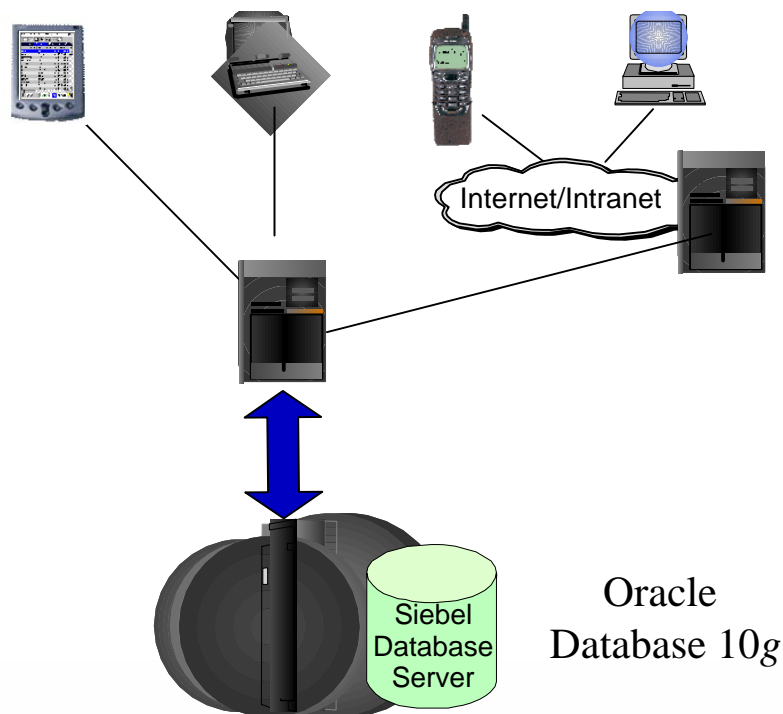 Internet/Intranet
Siebel
Database
Server
Oracle
Database 10g